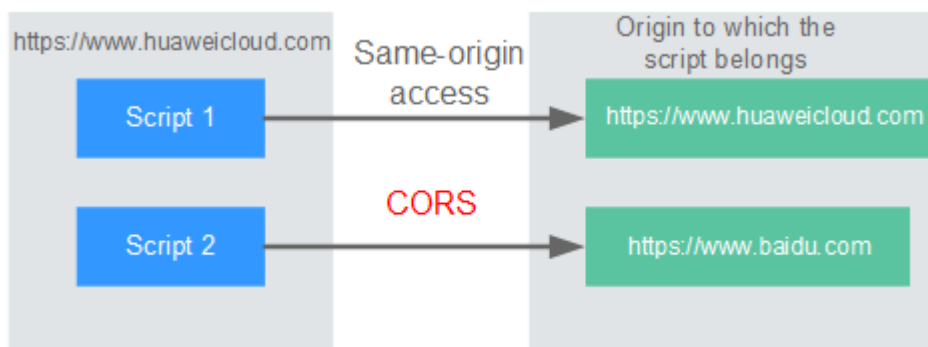 https://www.huaweicloud.com
Same-origin
access
Origin to which the
script belongs
Script 1
https://www.huaweicloud.com
CORS
Script 2
https://www.baidu.com